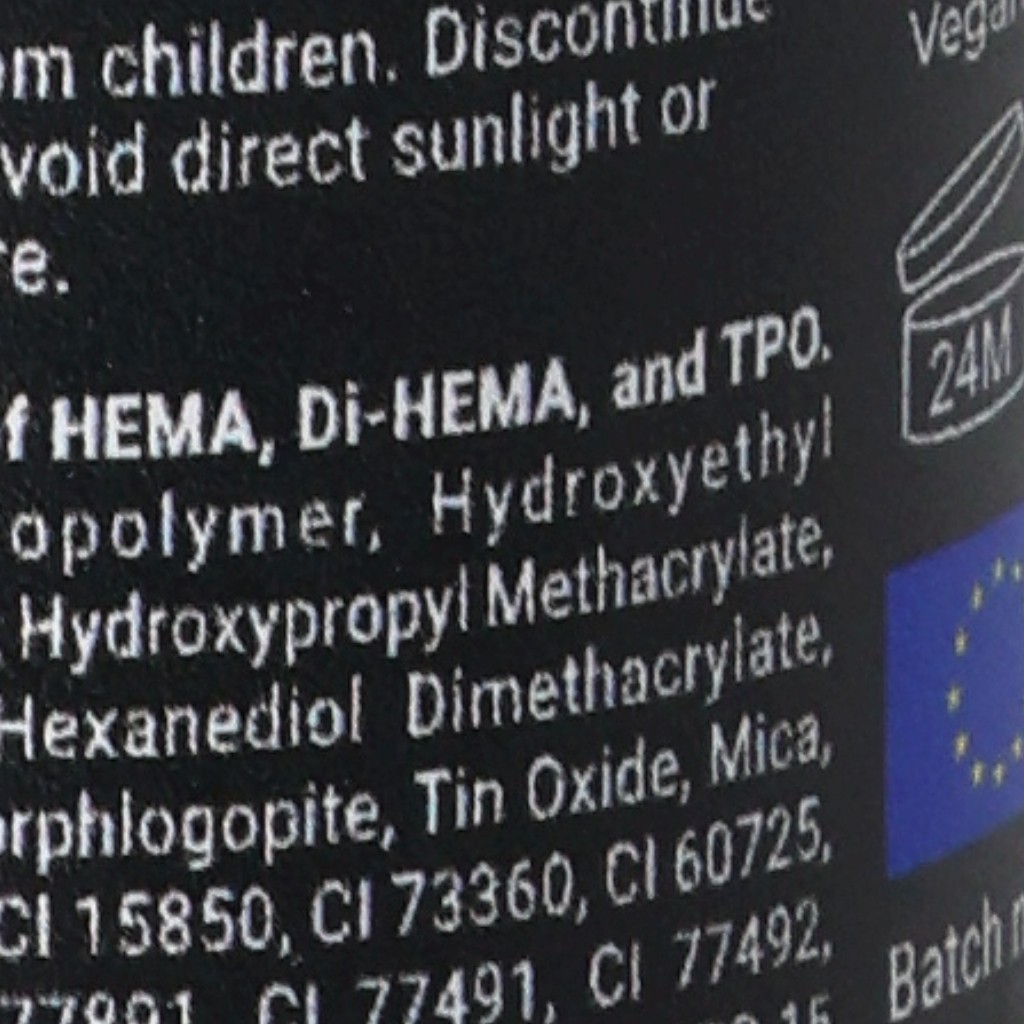 om children. Discontinue
void direct sunlight or
re.
f HEMA, Di-HEMA, and TPO.
opolymer, Hydroxyethyl
Hydroxypropyl Methacrylate,
Hexanediol Dimethacrylate,
orphlogopite, Tin Oxide, Mica,
CI 15850, CI 73360, CI 60725,
77891, CI 77491, CI 77492,
Vegan
24M
Batch